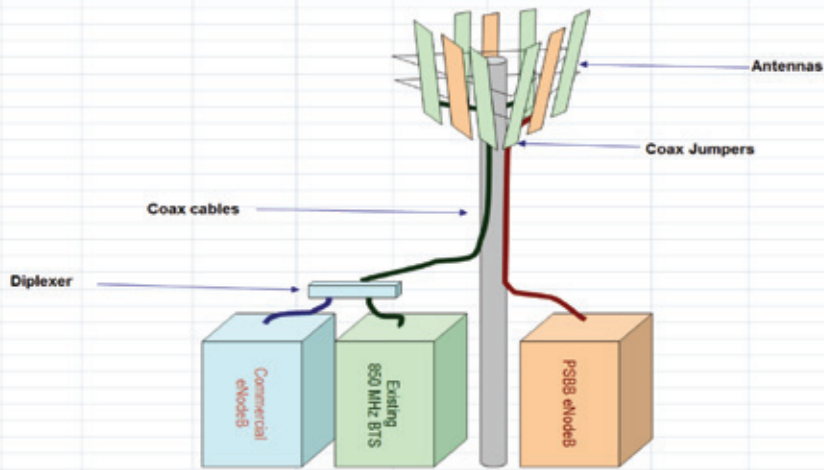 Antennas
Coax Jumpers
Coax cables
Diplexer
Commercial
eNodeB
Existing
850 MHz BTS
PSBB eNodeB